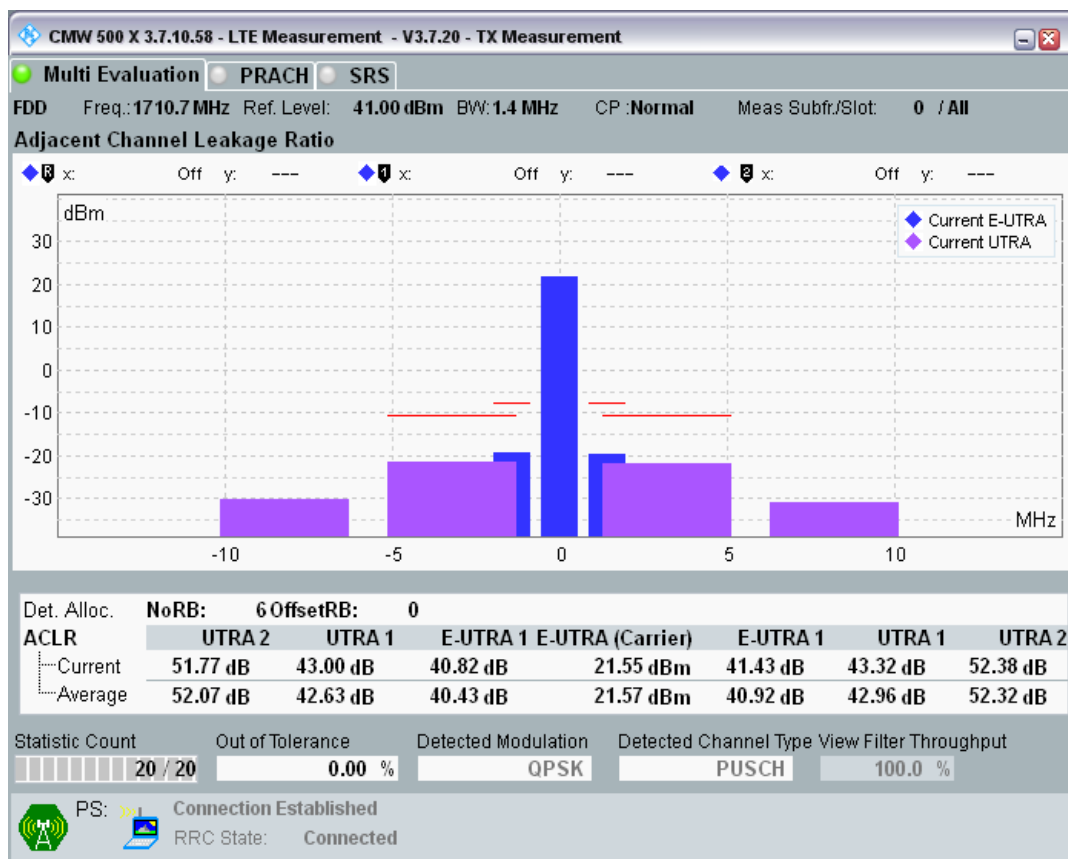 CMW 500 X 3.7.10.58 - LTE Measurement - V3.7.20 - TX Measurement
Multi Evaluation PRACH SRS
FDD Freq.: 1710.7 MHz Ref. Level: 41.00 dBm BW: 1.4 MHz CP :Normal Meas Subfr./Slot: 0 / All
Adjacent Channel Leakage Ratio
R x: Off y: --- 1 x: Off y: --- 2 x: Off y: ---
dBm
Current E-UTRA
Current UTRA
30
20
10
0
-10
-20
-30
MHz
-10 -5 0 5 10
Det. Alloc. NoRB: 6 OffsetRB: 0
ACLR UTRA 2 UTRA 1 E-UTRA 1 E-UTRA (Carrier) E-UTRA 1 UTRA 1 UTRA 2
Current 51.77 dB 43.00 dB 40.82 dB 21.55 dBm 41.43 dB 43.32 dB 52.38 dB
Average 52.07 dB 42.63 dB 40.43 dB 21.57 dBm 40.92 dB 42.96 dB 52.32 dB
Statistic Count Out of Tolerance Detected Modulation Detected Channel Type View Filter Throughput
20 / 20 0.00 % QPSK PUSCH 100.0 %
PS: Connection Established
RRC State: Connected